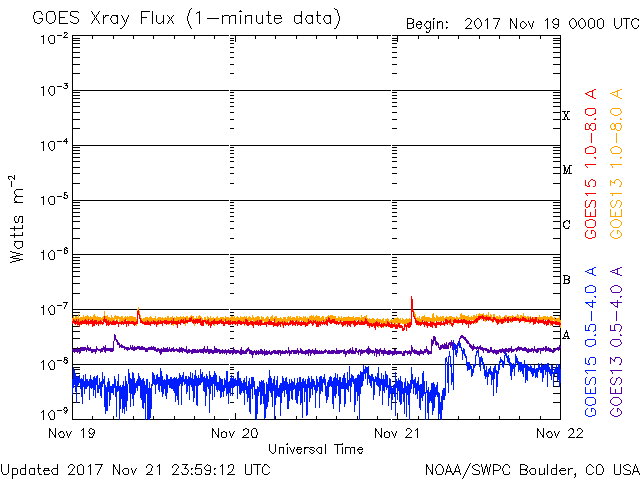 GOES Xray Flux (1-minute data)
Begin: 2017 Nov 19 0000 UTC
10-2
10-3
10-4
10-5
10-6
10-7
10-8
10-9
Watts m-2
X
M
C
B
A
GOES15 1.0-8.0 A
GOES13 1.0-8.0 A
GOES15 0.5-4.0 A
GOES13 0.5-4.0 A
Nov 19
Nov 20
Nov 21
Nov 22
Universal Time
Updated 2017 Nov 21 23:59:12 UTC
NOAA/SWPC Boulder, CO USA